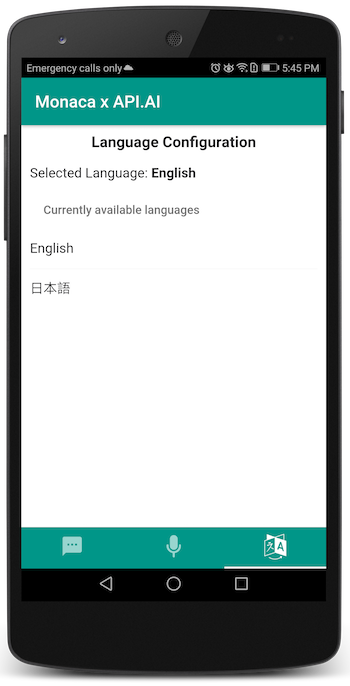 Emergency calls only 5:45 PM
Monaca x API.AI
Language Configuration
Selected Language: English
Currently available languages
English
日本語
文 A